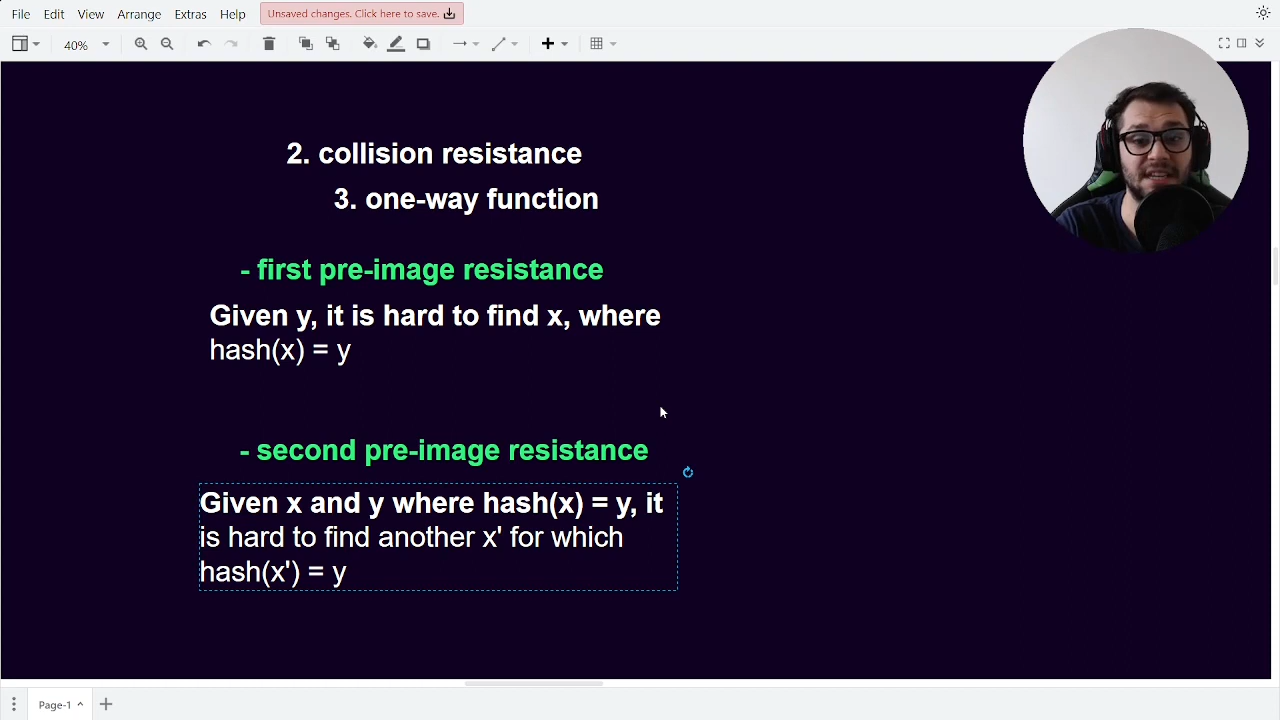 File Edit View Arrange Extras Help Unsaved changes. Click here to save.
40%
2. collision resistance
3. one-way function
- first pre-image resistance
Given y, it is hard to find x, where
hash(x) = y
- second pre-image resistance
Given x and y where hash(x) = y, it
is hard to find another x' for which
hash(x') = y
Page-1